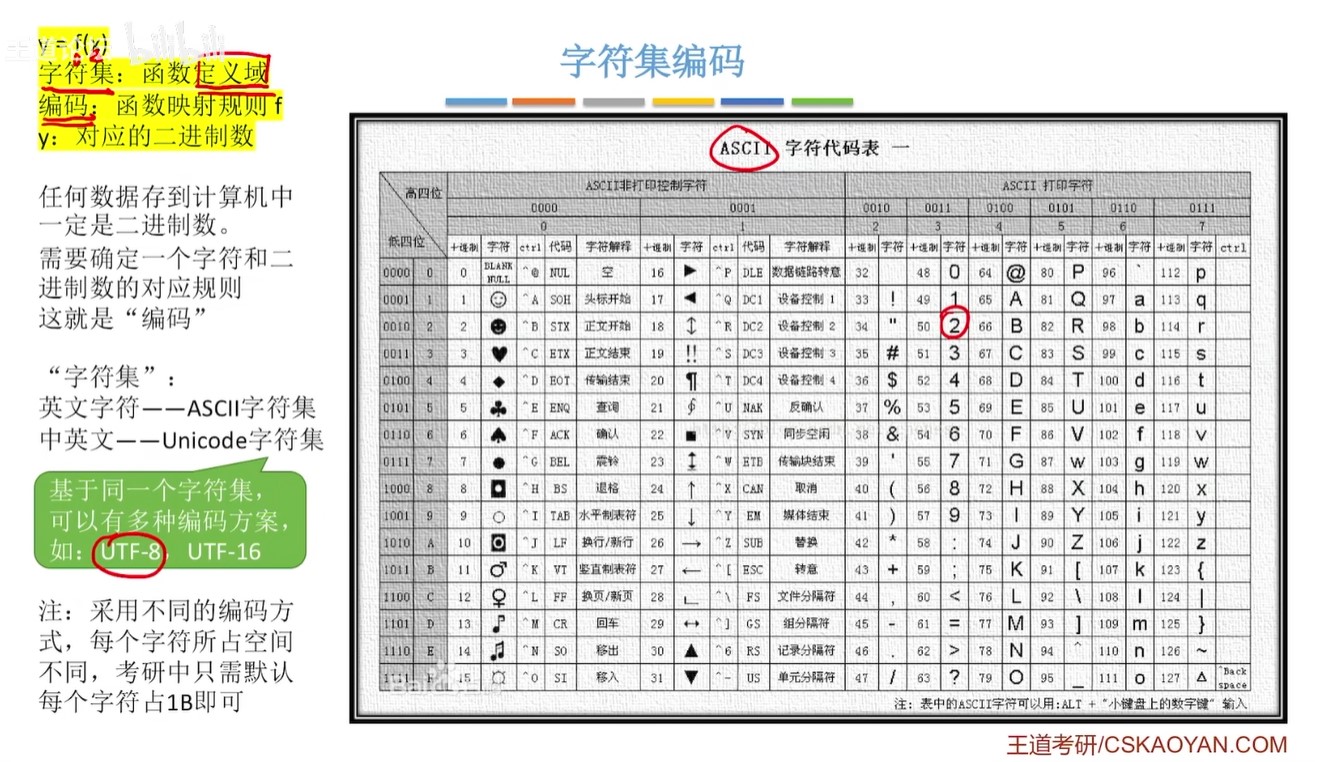 y = f(x)
字符集：函数定义域
编码：函数映射规则 f
y：对应的二进制数
任何数据存到计算机中
一定是二进制数。
需要确定一个字符和二
进制数的对应规则
这就是“编码”
“字符集”：
英文字符——ASCII字符集
中英文——Unicode字符集
基于同一个字符集，
可以有多种编码方案，
如：UTF-8，UTF-16
注：采用不同的编码方
式，每个字符所占空间
不同，考研中只需默认
每个字符占1B即可
字符集编码
ASCII 字符代码表 一
高四位 ASCII非打印控制字符 ASCII 打印字符
0000 0001 0010 0011 0100 0101 0110 0111
0 1 2 3 4 5 6 7
低四位 十进制 字符 ctrl 代码 字符解释 十进制 字符 ctrl 代码 字符解释 十进制 字符 十进制 字符 十进制 字符 十进制 字符 十进制 字符 十进制 字符 ctrl
0000 0 0 BLANK NULL ^@ NUL 空 16 ► ^P DLE 数据链路转意 32 48 0 64 @ 80 P 96 ` 112 p
0001 1 1 ☺ ^A SOH 头标开始 17 ◄ ^Q DC1 设备控制 1 33 ! 49 1 65 A 81 Q 97 a 113 q
0010 2 2 ☻ ^B STX 正文开始 18 ↕ ^R DC2 设备控制 2 34 " 50 2 66 B 82 R 98 b 114 r
0011 3 3 ♥ ^C ETX 正文结束 19 ‼ ^S DC3 设备控制 3 35 # 51 3 67 C 83 S 99 c 115 s
0100 4 4 ♦ ^D EOT 传输结束 20 ¶ ^T DC4 设备控制 4 36 $ 52 4 68 D 84 T 100 d 116 t
0101 5 5 ♣ ^E ENQ 查询 21 ∮ ^U NAK 反确认 37 % 53 5 69 E 85 U 101 e 117 u
0110 6 6 ♠ ^F ACK 确认 22 ■ ^V SYN 同步空闲 38 & 54 6 70 F 86 V 102 f 118 v
0111 7 7 ● ^G BEL 震铃 23 ↨ ^W ETB 传输块结束 39 ' 55 7 71 G 87 w 103 g 119 w
1000 8 8 ◘ ^H BS 退格 24 ↑ ^X CAN 取消 40 ( 56 8 72 H 88 X 104 h 120 x
1001 9 9 ○ ^I TAB 水平制表符 25 ↓ ^Y EM 媒体结束 41 ) 57 9 73 I 89 Y 105 i 121 y
1010 A 10 ◙ ^J LF 换行/新行 26 → ^Z SUB 替换 42 * 58 : 74 J 90 Z 106 j 122 z
1011 B 11 ♂ ^K VT 竖直制表符 27 ← ^[ ESC 转意 43 + 59 ; 75 K 91 [ 107 k 123 {
1100 C 12 ♀ ^L FF 换页/新页 28 ∟ ^\ FS 文件分隔符 44 , 60 < 76 L 92 \ 108 l 124 |
1101 D 13 ♪ ^M CR 回车 29 ↔ ^] GS 组分隔符 45 - 61 = 77 M 93 ] 109 m 125 }
1110 E 14 ♫ ^N SO 移出 30 ▲ ^6 RS 记录分隔符 46 . 62 > 78 N 94 ^ 110 n 126 ~
1111 15 ☼ ^O SI 移入 31 ▼ ^- US 单元分隔符 47 / 63 ? 79 O 95 _ 111 o 127 Δ ^Back space
注：表中的ASCII字符可以用:ALT + "小键盘上的数字键" 输入
王道考研/CSKAOYAN.COM